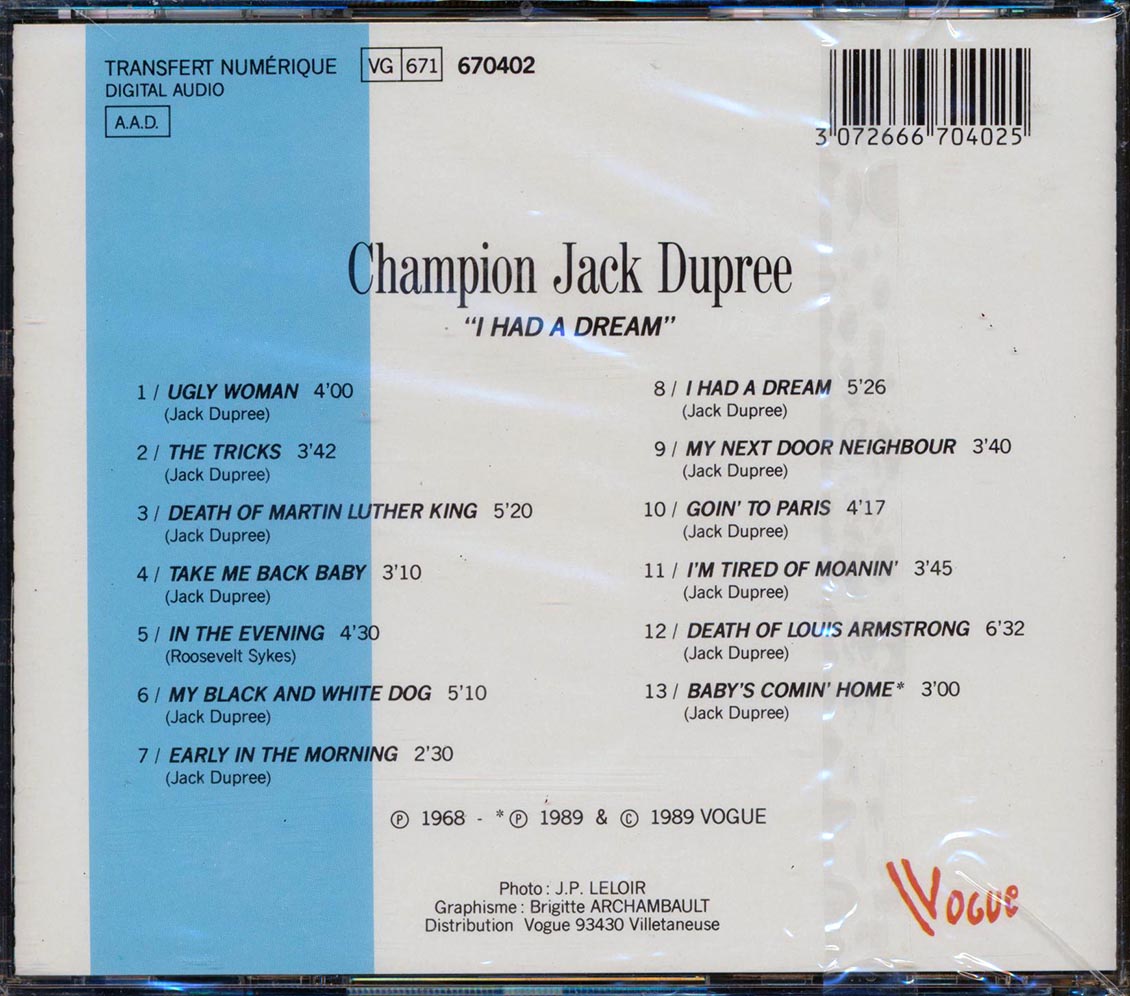 TRANSFERT NUMÉRIQUE VG 671 670402
DIGITAL AUDIO
A.A.D.
3 072666 704025
Champion Jack Dupree
“I HAD A DREAM”
1 / UGLY WOMAN 4'00
(Jack Dupree)
2 / THE TRICKS 3'42
(Jack Dupree)
3 / DEATH OF MARTIN LUTHER KING 5'20
(Jack Dupree)
4 / TAKE ME BACK BABY 3'10
(Jack Dupree)
5 / IN THE EVENING 4'30
(Roosevelt Sykes)
6 / MY BLACK AND WHITE DOG 5'10
(Jack Dupree)
7 / EARLY IN THE MORNING 2'30
(Jack Dupree)
8 / I HAD A DREAM 5'26
(Jack Dupree)
9 / MY NEXT DOOR NEIGHBOUR 3'40
(Jack Dupree)
10 / GOIN' TO PARIS 4'17
(Jack Dupree)
11 / I'M TIRED OF MOANIN' 3'45
(Jack Dupree)
12 / DEATH OF LOUIS ARMSTRONG 6'32
(Jack Dupree)
13 / BABY'S COMIN' HOME* 3'00
(Jack Dupree)
℗ 1968 - *℗ 1989 & © 1989 VOGUE
Photo : J.P. LELOIR
Graphisme : Brigitte ARCHAMBAULT
Distribution Vogue 93430 Villetaneuse
VOGUE